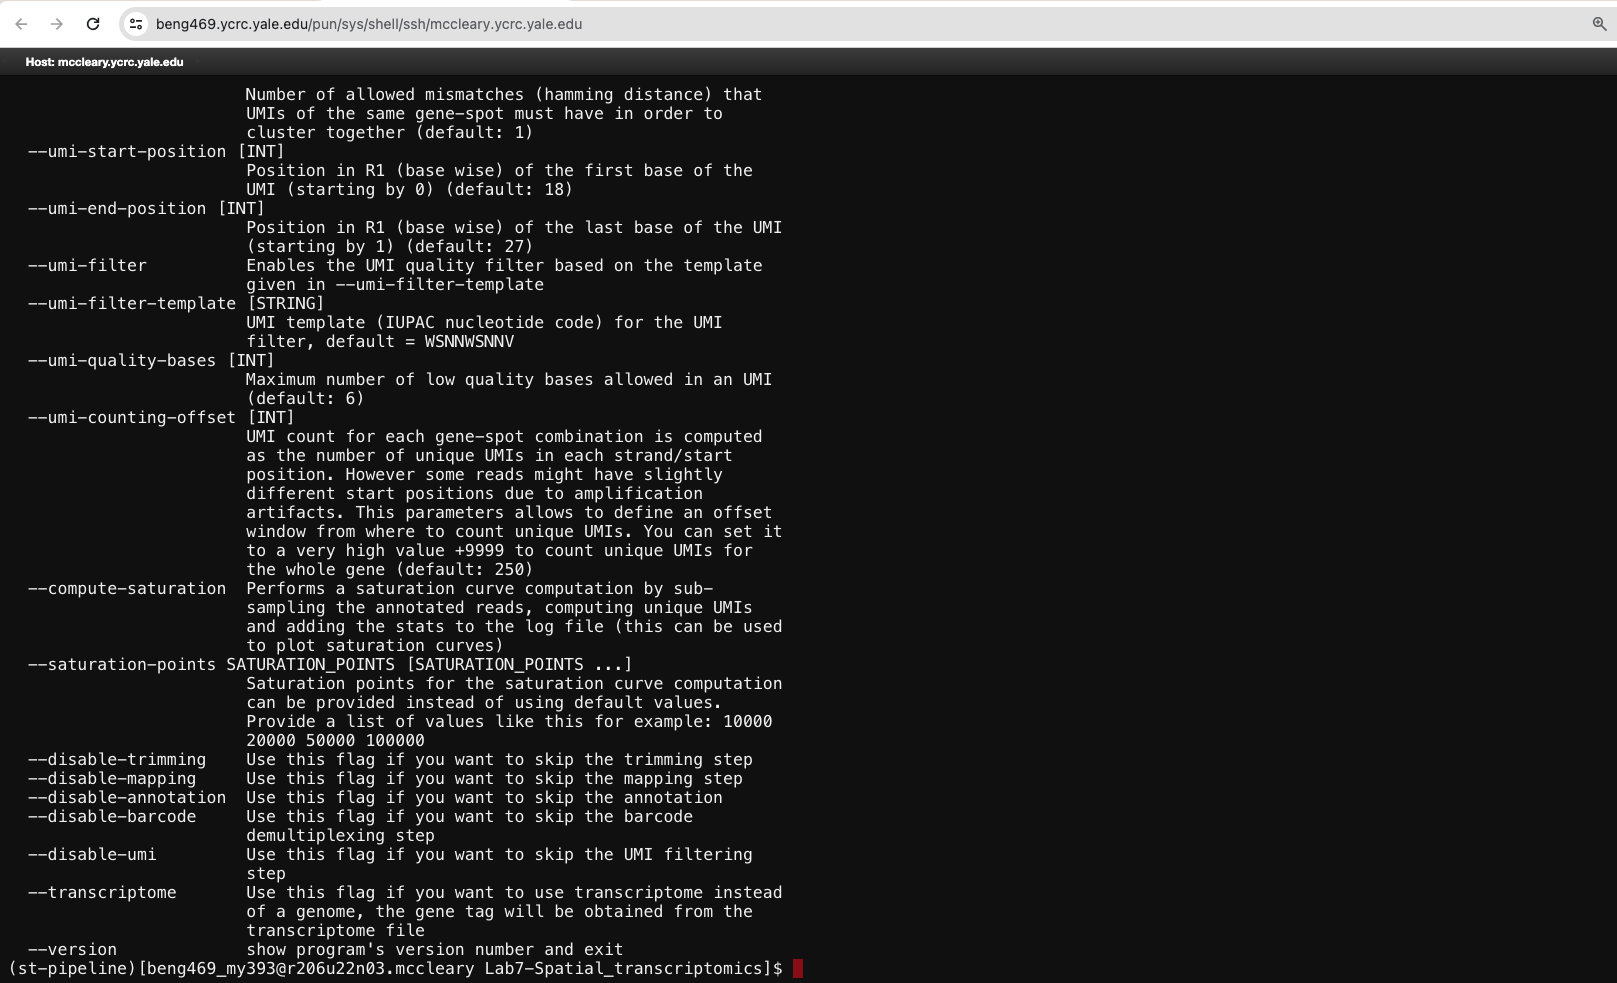 beng469.ycrc.yale.edu/pun/sys/shell/ssh/mccleary.ycrc.yale.edu
Host: mccleary.ycrc.yale.edu
Number of allowed mismatches (hamming distance) that
UMIs of the same gene-spot must have in order to
cluster together (default: 1)
--umi-start-position [INT]
Position in R1 (base wise) of the first base of the
UMI (starting by 0) (default: 18)
--umi-end-position [INT]
Position in R1 (base wise) of the last base of the UMI
(starting by 1) (default: 27)
--umi-filter Enables the UMI quality filter based on the template
given in --umi-filter-template
--umi-filter-template [STRING]
UMI template (IUPAC nucleotide code) for the UMI
filter, default = WSNNWSNNV
--umi-quality-bases [INT]
Maximum number of low quality bases allowed in an UMI
(default: 6)
--umi-counting-offset [INT]
UMI count for each gene-spot combination is computed
as the number of unique UMIs in each strand/start
position. However some reads might have slightly
different start positions due to amplification
artifacts. This parameters allows to define an offset
window from where to count unique UMIs. You can set it
to a very high value +9999 to count unique UMIs for
the whole gene (default: 250)
--compute-saturation Performs a saturation curve computation by sub-
sampling the annotated reads, computing unique UMIs
and adding the stats to the log file (this can be used
to plot saturation curves)
--saturation-points SATURATION_POINTS [SATURATION_POINTS ...]
Saturation points for the saturation curve computation
can be provided instead of using default values.
Provide a list of values like this for example: 10000
20000 50000 100000
--disable-trimming Use this flag if you want to skip the trimming step
--disable-mapping Use this flag if you want to skip the mapping step
--disable-annotation Use this flag if you want to skip the annotation
--disable-barcode Use this flag if you want to skip the barcode
demultiplexing step
--disable-umi Use this flag if you want to skip the UMI filtering
step
--transcriptome Use this flag if you want to use transcriptome instead
of a genome, the gene tag will be obtained from the
transcriptome file
--version show program's version number and exit
(st-pipeline)[beng469_my393@r206u22n03.mccleary Lab7-Spatial_transcriptomics]$